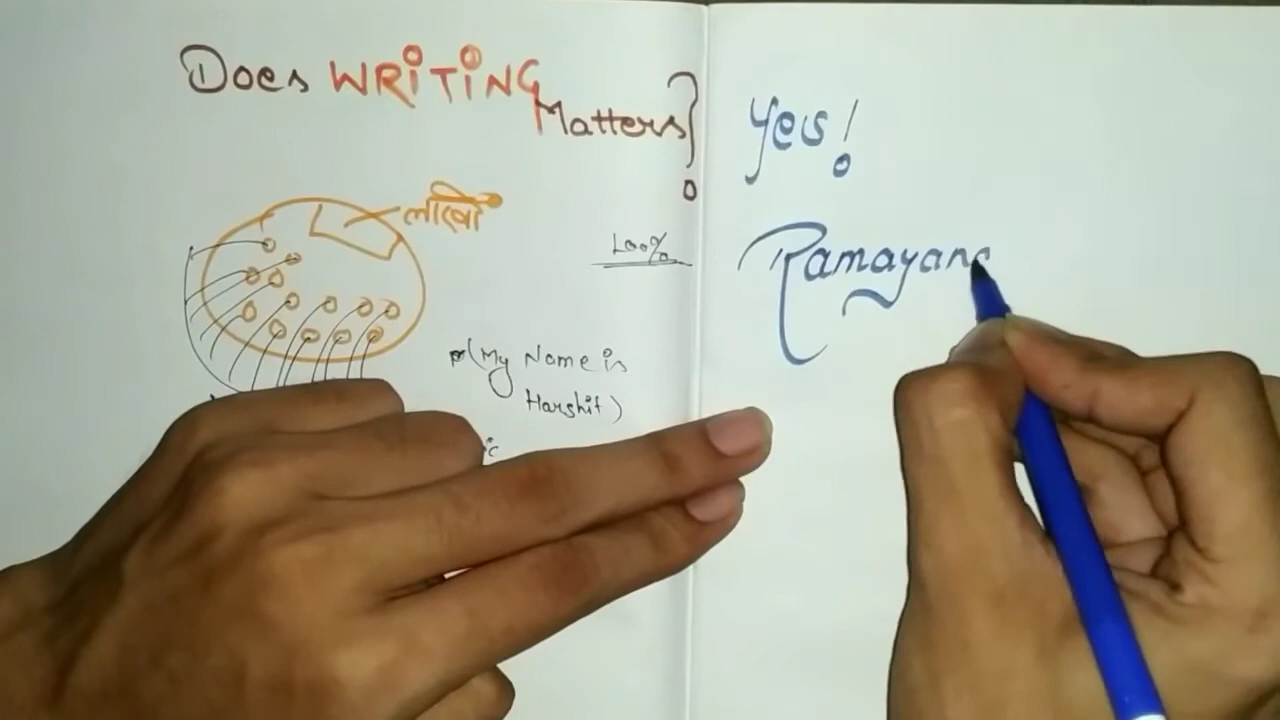 Does WRiTiNG
Matters?
लाखों
100%
(My Name is
Harshit)
Yes!
Ramayana